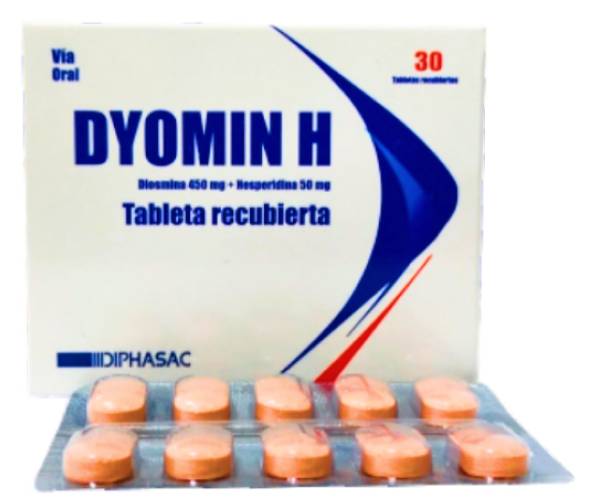 Vía
Oral
30
Tabletas recubiertas
DYOMIN H
Diosmina 450 mg + Hesperidina 50 mg
Tableta recubierta
DIPHASAC